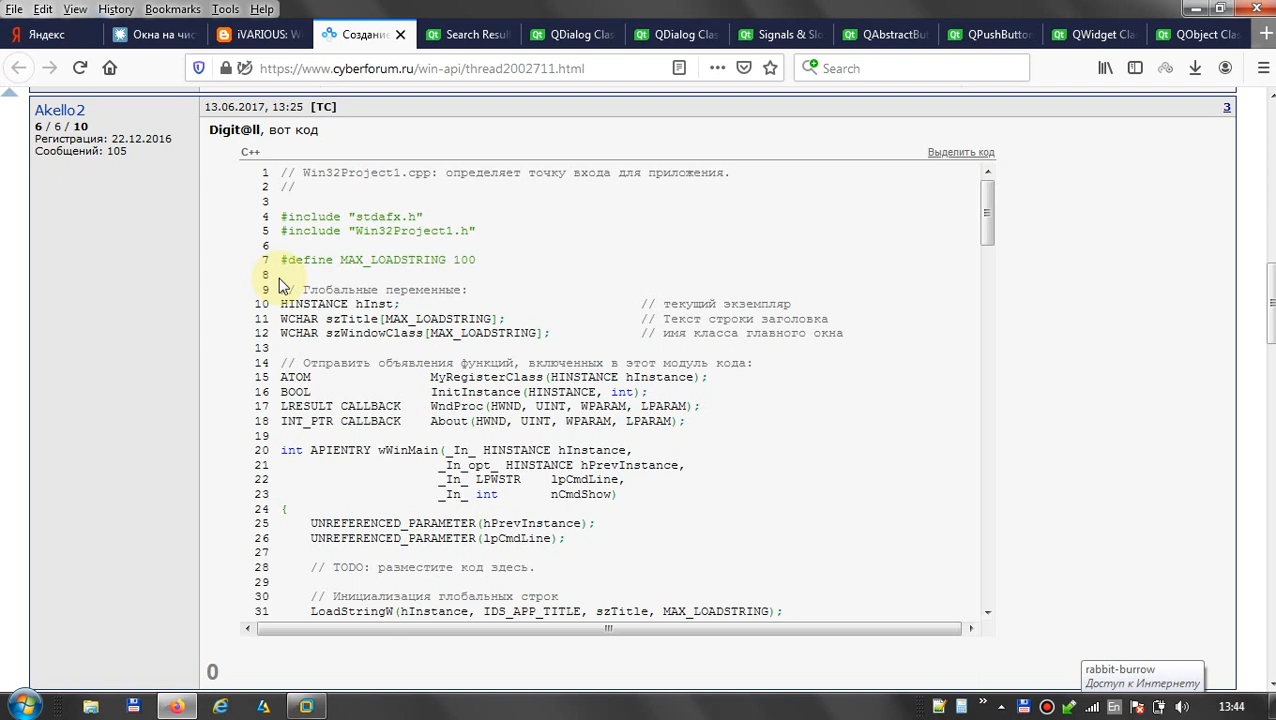 File Edit View History Bookmarks Tools Help
Яндекс Окна на чис iVARIOUS: W Создание Search Resul QDialog Clas QDialog Clas Signals & Slo QAbstractBut QPushButton QWidget Clas QObject Clas
https://www.cyberforum.ru/win-api/thread2002711.html Search
Akello2
6 / 6 / 10
Регистрация: 22.12.2016
Сообщений: 105
13.06.2017, 13:25 [TC] 3
Digit@ll, вот код
C++ Выделить код
1 // Win32Project1.cpp: определяет точку входа для приложения.
2 //
3
4 #include "stdafx.h"
5 #include "Win32Project1.h"
6
7 #define MAX_LOADSTRING 100
8
9 // Глобальные переменные:
10 HINSTANCE hInst; // текущий экземпляр
11 WCHAR szTitle[MAX_LOADSTRING]; // Текст строки заголовка
12 WCHAR szWindowClass[MAX_LOADSTRING]; // имя класса главного окна
13
14 // Отправить объявления функций, включенных в этот модуль кода:
15 ATOM MyRegisterClass(HINSTANCE hInstance);
16 BOOL InitInstance(HINSTANCE, int);
17 LRESULT CALLBACK WndProc(HWND, UINT, WPARAM, LPARAM);
18 INT_PTR CALLBACK About(HWND, UINT, WPARAM, LPARAM);
19
20 int APIENTRY wWinMain(_In_ HINSTANCE hInstance,
21 _In_opt_ HINSTANCE hPrevInstance,
22 _In_ LPWSTR lpCmdLine,
23 _In_ int nCmdShow)
24 {
25 UNREFERENCED_PARAMETER(hPrevInstance);
26 UNREFERENCED_PARAMETER(lpCmdLine);
27
28 // TODO: разместите код здесь.
29
30 // Инициализация глобальных строк
31 LoadStringW(hInstance, IDS_APP_TITLE, szTitle, MAX_LOADSTRING);
0
rabbit-burrow
Доступ к Интернету
En 13:44